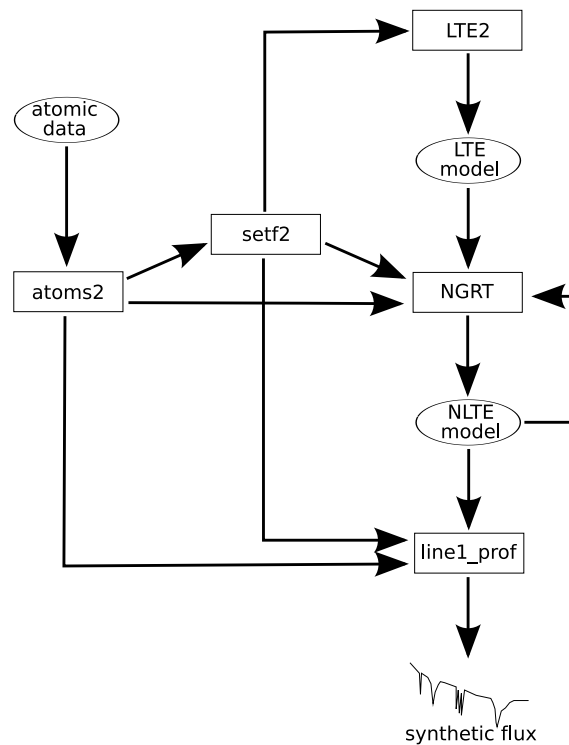 LTE2
atomic
data
LTE
model
setf2
atoms2
NGRT
NLTE
model
line1_prof
synthetic flux